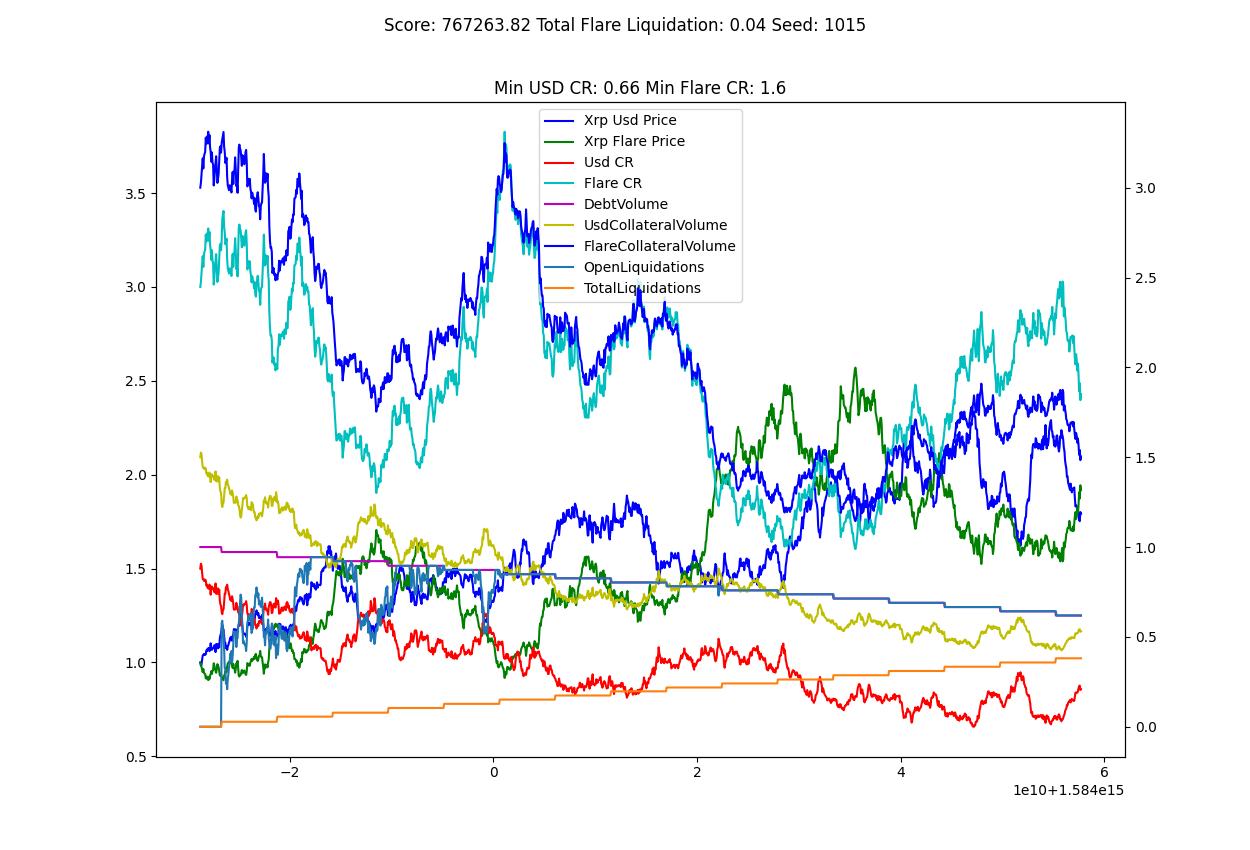 Score: 767263.82 Total Flare Liquidation: 0.04 Seed: 1015
Min USD CR: 0.66 Min Flare CR: 1.6
Xrp Usd Price
Xrp Flare Price
Usd CR
Flare CR
DebtVolume
UsdCollateralVolume
FlareCollateralVolume
OpenLiquidations
TotalLiquidations
3.5
3.0
2.5
2.0
1.5
1.0
0.5
3.0
2.5
2.0
1.5
1.0
0.5
0.0
−2 0 2 4 6
1e10+1.584e15